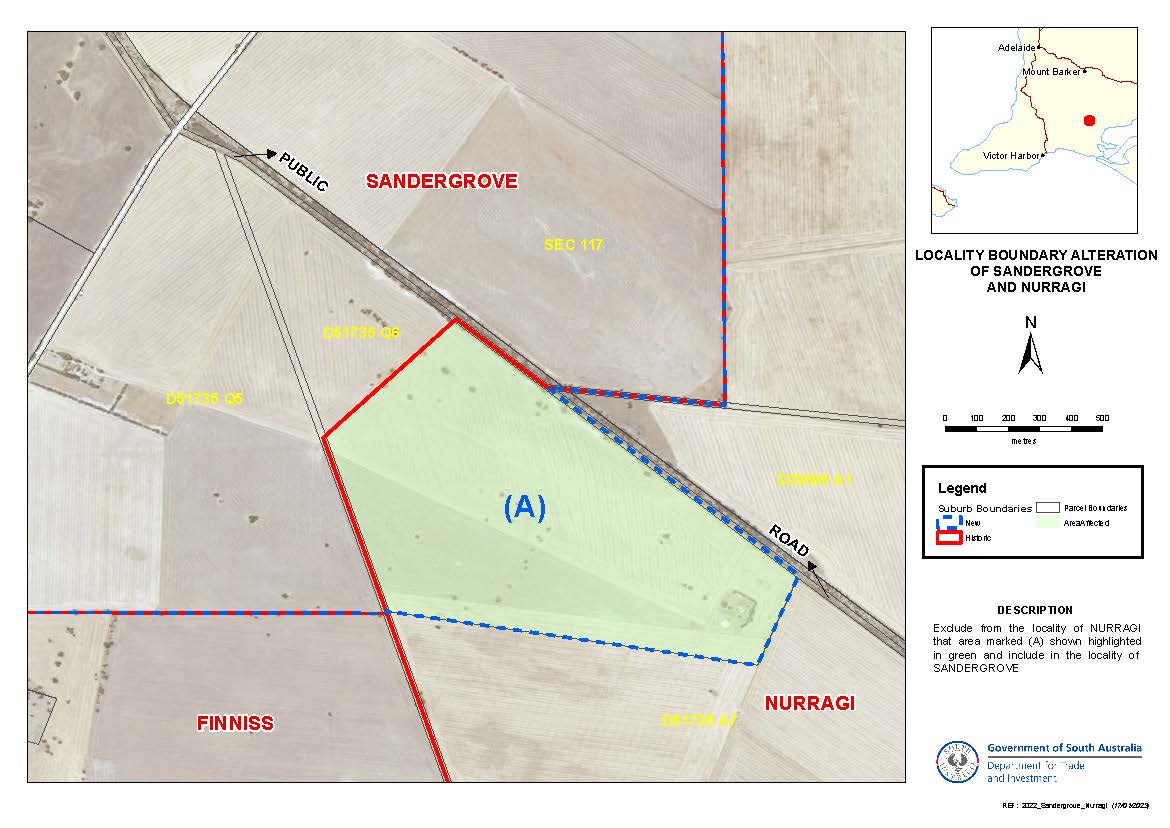 PUBLIC
SANDERGROVE
SEC 117
D51735 Q6
D51735 Q5
(A)
ROAD
NURRAGI
D51735 A7
FINNISS
Adelaide
Mount Barker
Victor Harbor
LOCALITY BOUNDARY ALTERATION
OF SANDERGROVE
AND NURRAGI
N
0 100 200 300 400 500
metres
Legend
Suburb Boundaries
New
Historic
Parcel Boundaries
Area Affected
DESCRIPTION
Exclude from the locality of NURRAGI
that area marked (A) shown highlighted
in green and include in the locality of
SANDERGROVE
SOUTH AUSTRALIA
Government of South Australia
Department for Trade
and Investment
REF : 2022_Sandergrove_Nurragi